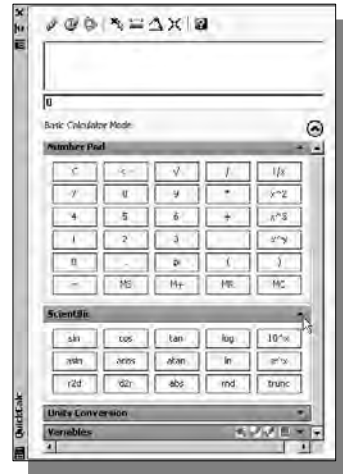 0
Basic Calculator Mode
Number Pad
C <-- √ / 1/x
7 8 9 * x^2
4 5 6 + x^3
1 2 3 x^y
0 . pi ( )
= MS M+ MR MC
Scientific
sin cos tan log 10^x
asin acos atan ln e^x
r2d d2r abs rnd trunc
Units Conversion
Variables
QuickCalc